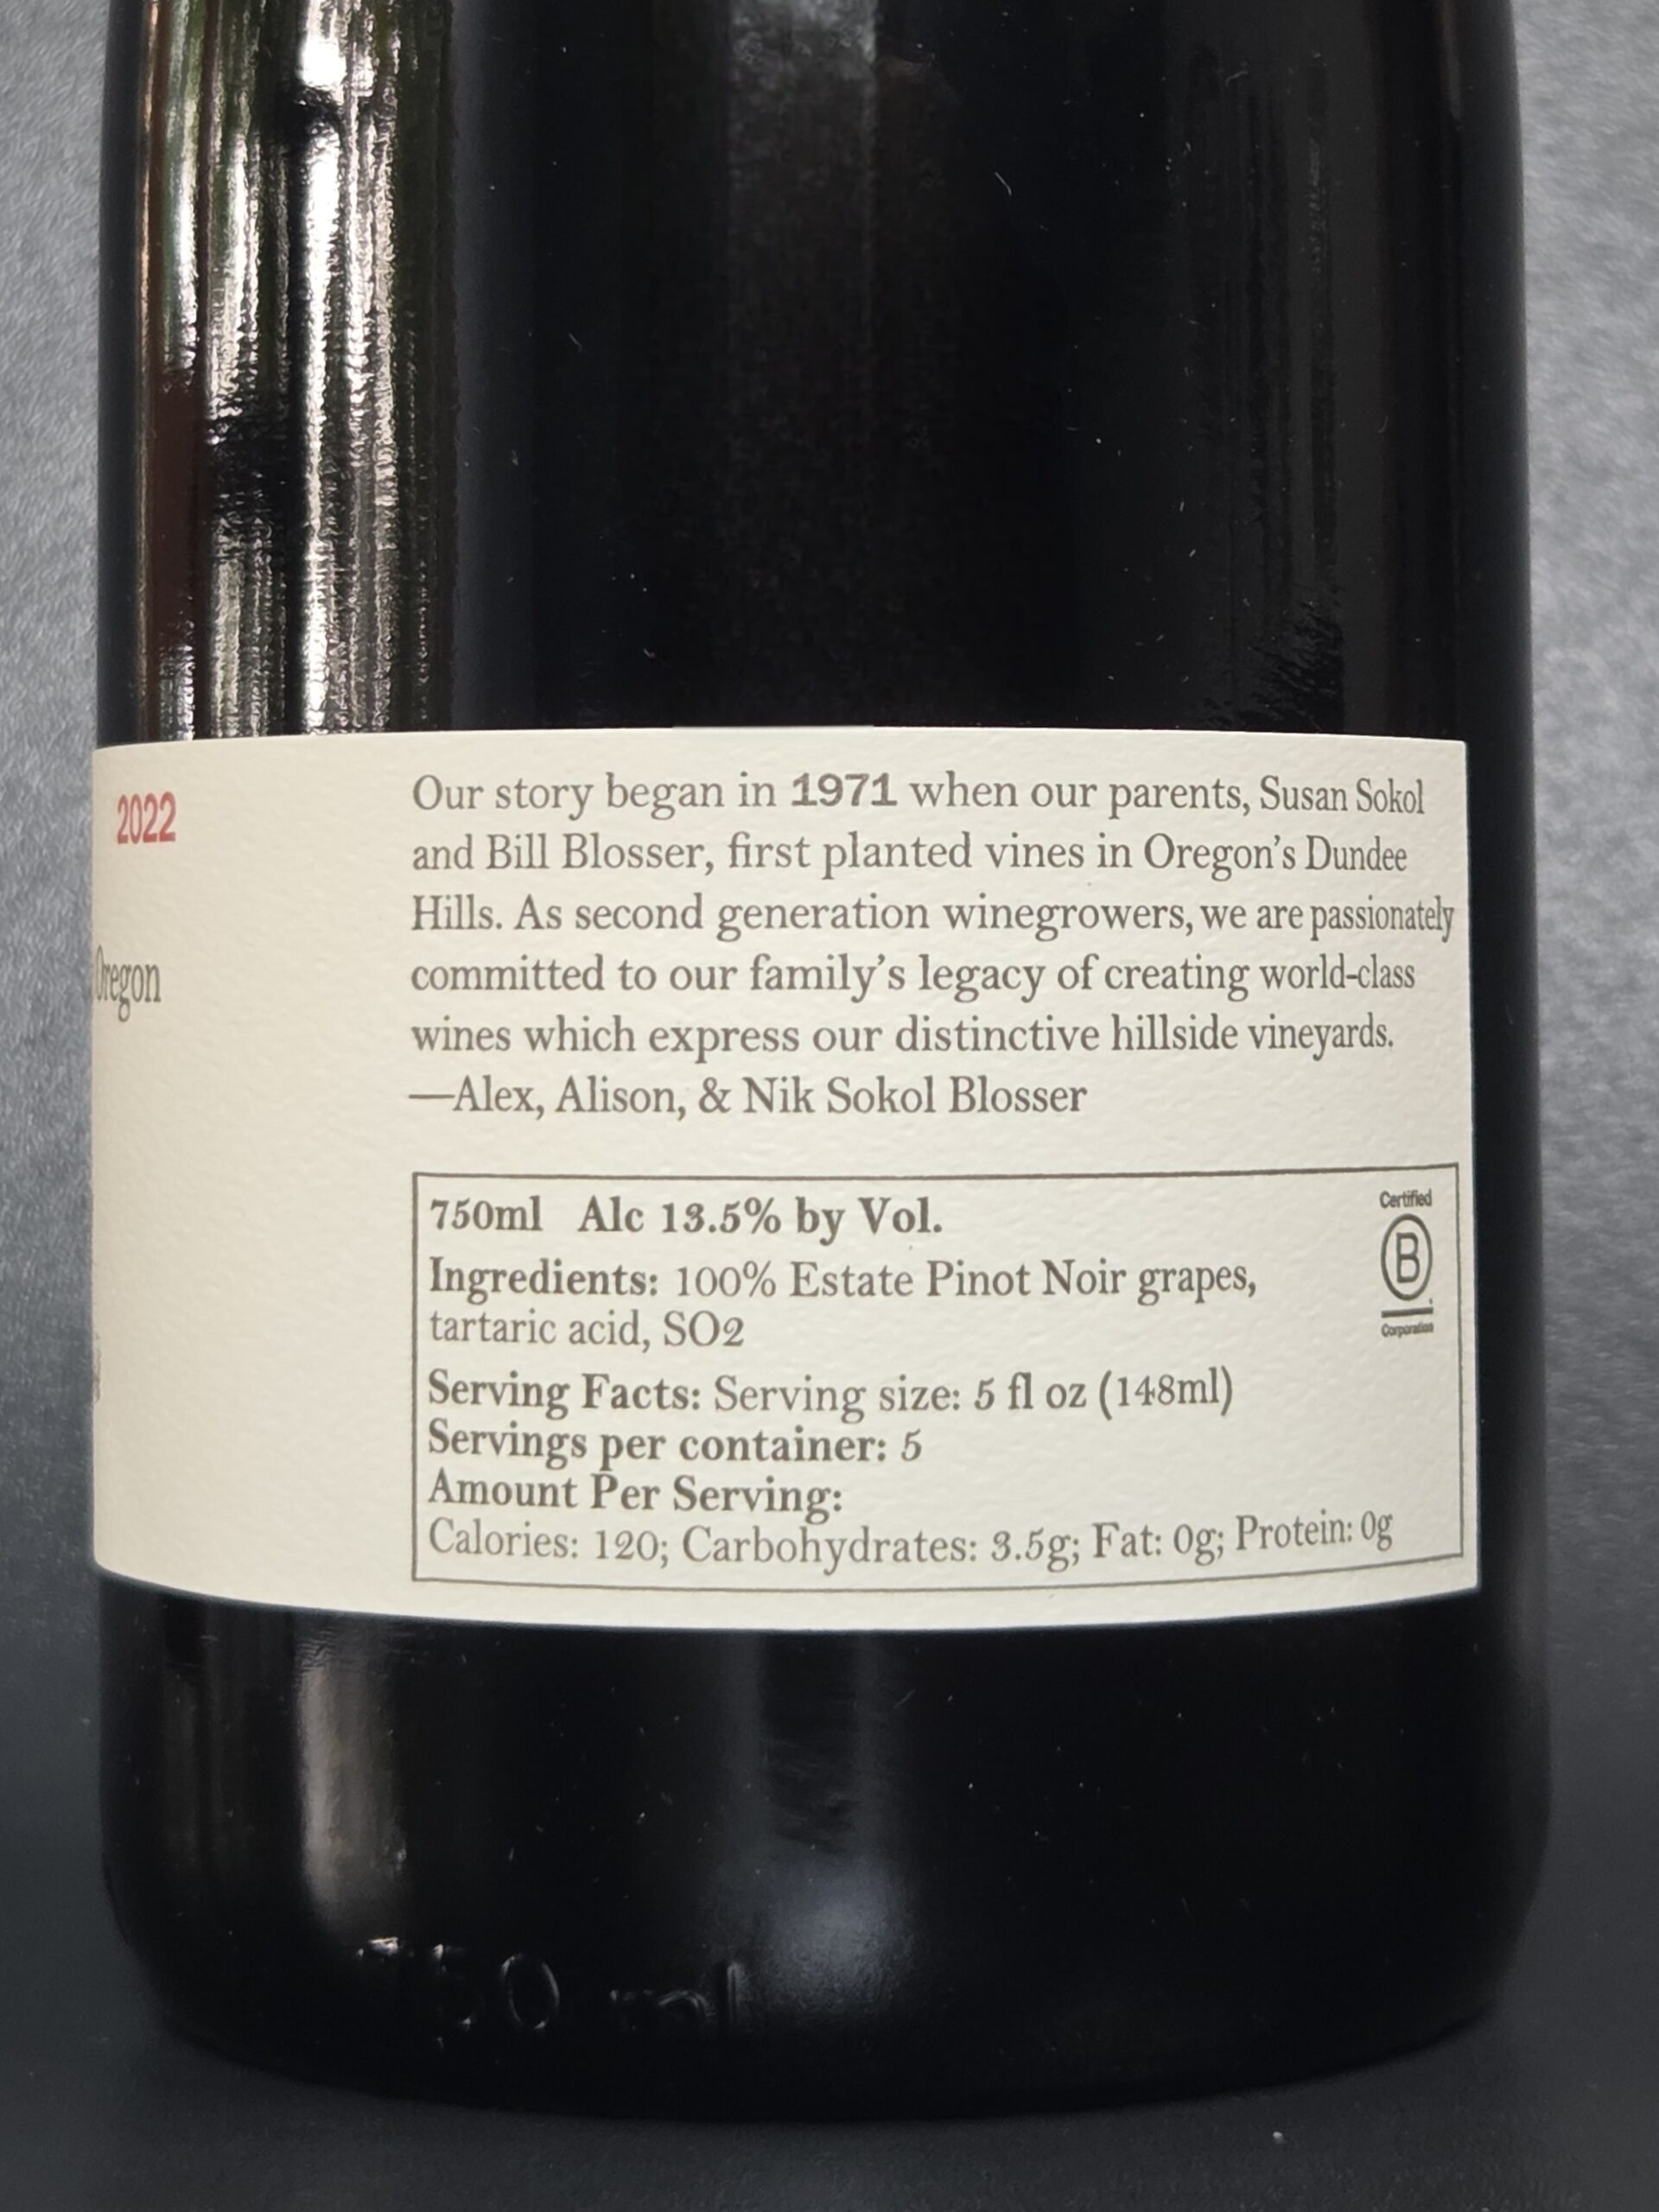 2022
Oregon
Our story began in 1971 when our parents, Susan Sokol
and Bill Blosser, first planted vines in Oregon's Dundee
Hills. As second generation winegrowers, we are passionately
committed to our family's legacy of creating world-class
wines which express our distinctive hillside vineyards.
—Alex, Alison, & Nik Sokol Blosser
750ml Alc 13.5% by Vol.
Ingredients: 100% Estate Pinot Noir grapes,
tartaric acid, SO2
Certified
B
Corporation
Serving Facts: Serving size: 5 fl oz (148ml)
Servings per container: 5
Amount Per Serving:
Calories: 120; Carbohydrates: 3.5g; Fat: 0g; Protein: 0g
750 ml